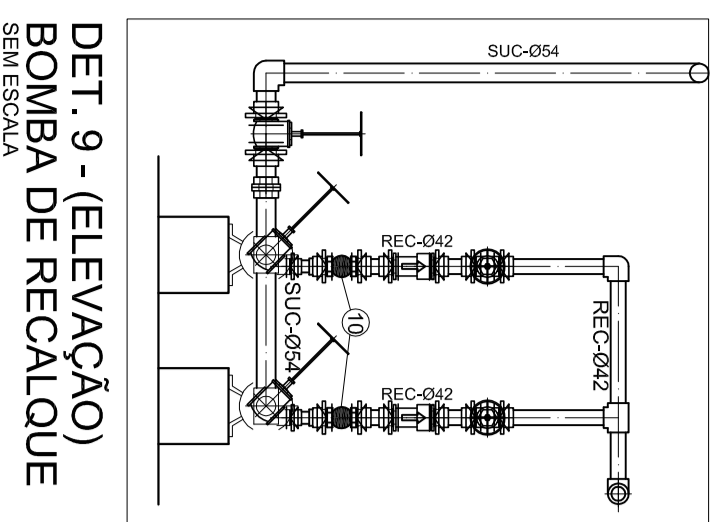 SUC-Ø54
REC-Ø42
10
SUC-Ø54
REC-Ø42
REC-Ø42
DET. 9 - (ELEVAÇÃO)
BOMBA DE RECALQUE
SEM ESCALA